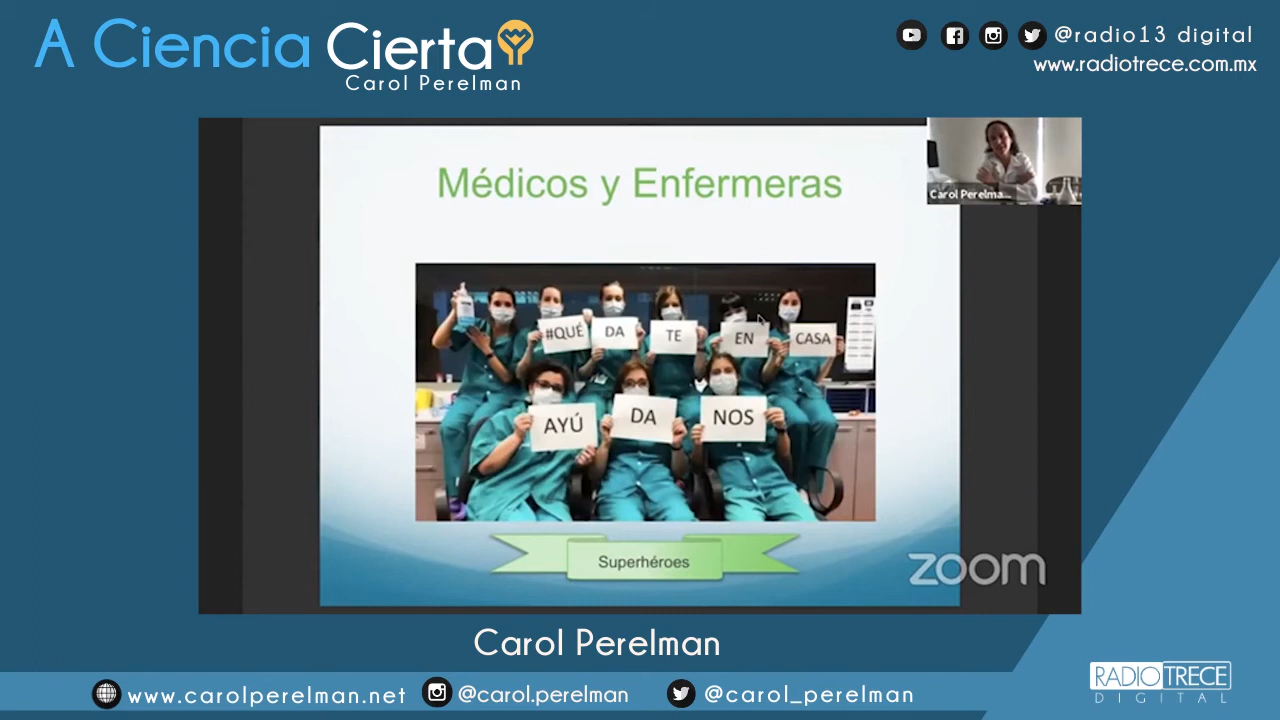 A Ciencia Cierta
Carol Perelman
@radio13 digital
www.radiotrece.com.mx
Médicos y Enfermeras
Carol Perelma...
#QUÉ DA TE EN CASA
AYÚ DA NOS
Superhéroes
zoom
Carol Perelman
www.carolperelman.net @carol.perelman @carol_perelman
RADIO TRECE
DIGITAL